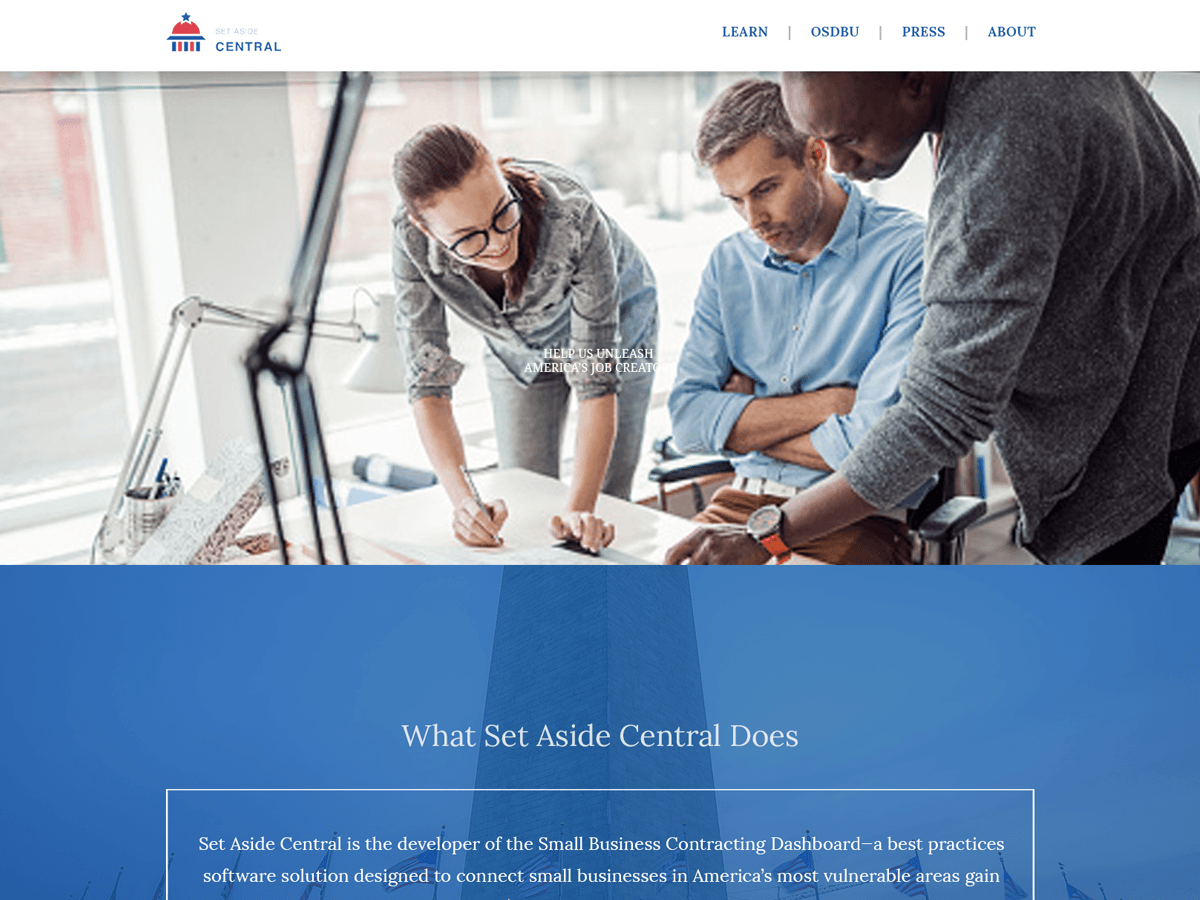 SET ASIDE
CENTRAL
LEARN | OSDBU | PRESS | ABOUT
HELP US UNLEASH
AMERICA'S JOB
What Set Aside Central Does
Set Aside Central is the developer of the Small Business Contracting Dashboard—a best practices
software solution designed to connect small businesses in America's most vulnerable areas gain